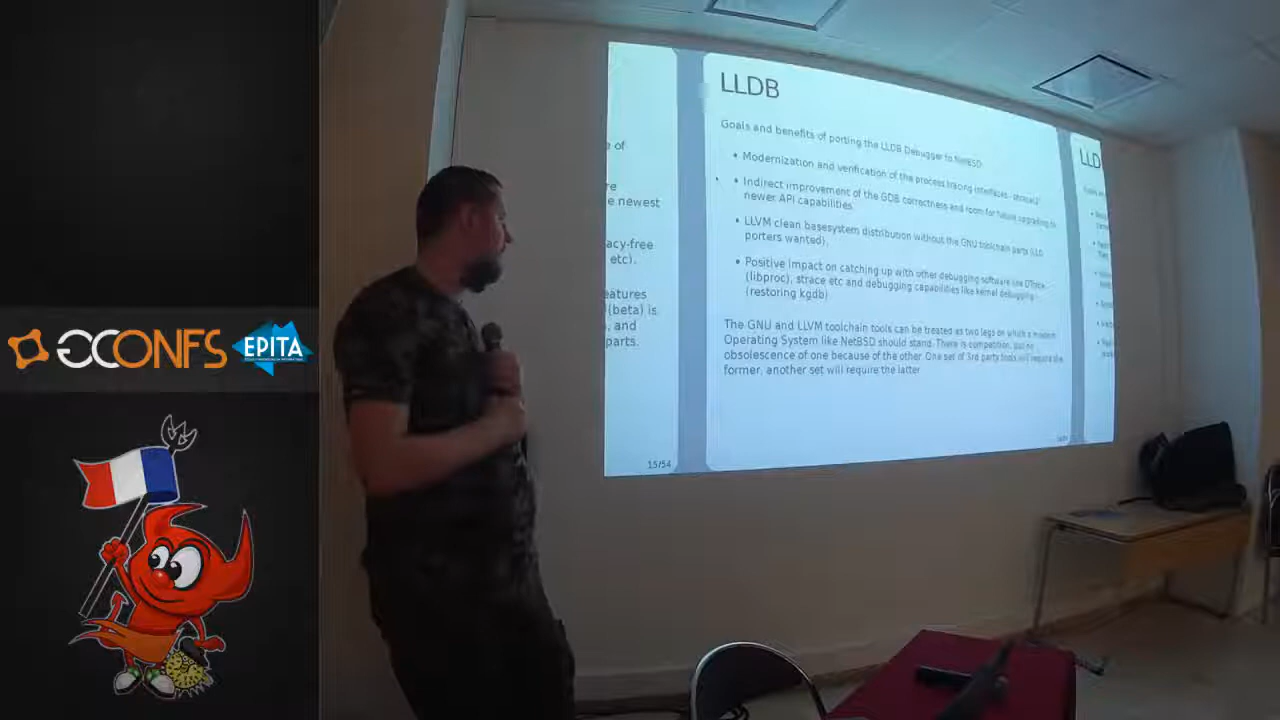 GCONFS
EPITA
e of
re
e newest
acy-free
etc).
eatures
(beta) is
, and
parts.
15/54
LLDB
Goals and benefits of porting the LLDB Debugger to NetBSD
• Modernization and verification of the process tracing interfaces -
• Indirect improvement of the GDB correctness and room for future upgrading to
newer API capabilities.
• LLVM clean basesystem distribution without the GNU toolchain parts (LLD
porters wanted).
• Positive impact on catching up with other debugging software like DTrace
(libproc), strace etc and debugging capabilities like kernel debugging
(restoring kgdb)
The GNU and LLVM toolchain tools can be treated as two legs on which a modern
Operating System like NetBSD should stand. There is competition, but no
obsolescence of one because of the other. One set of 3rd party tools will require the
former, another set will require the latter
LLD